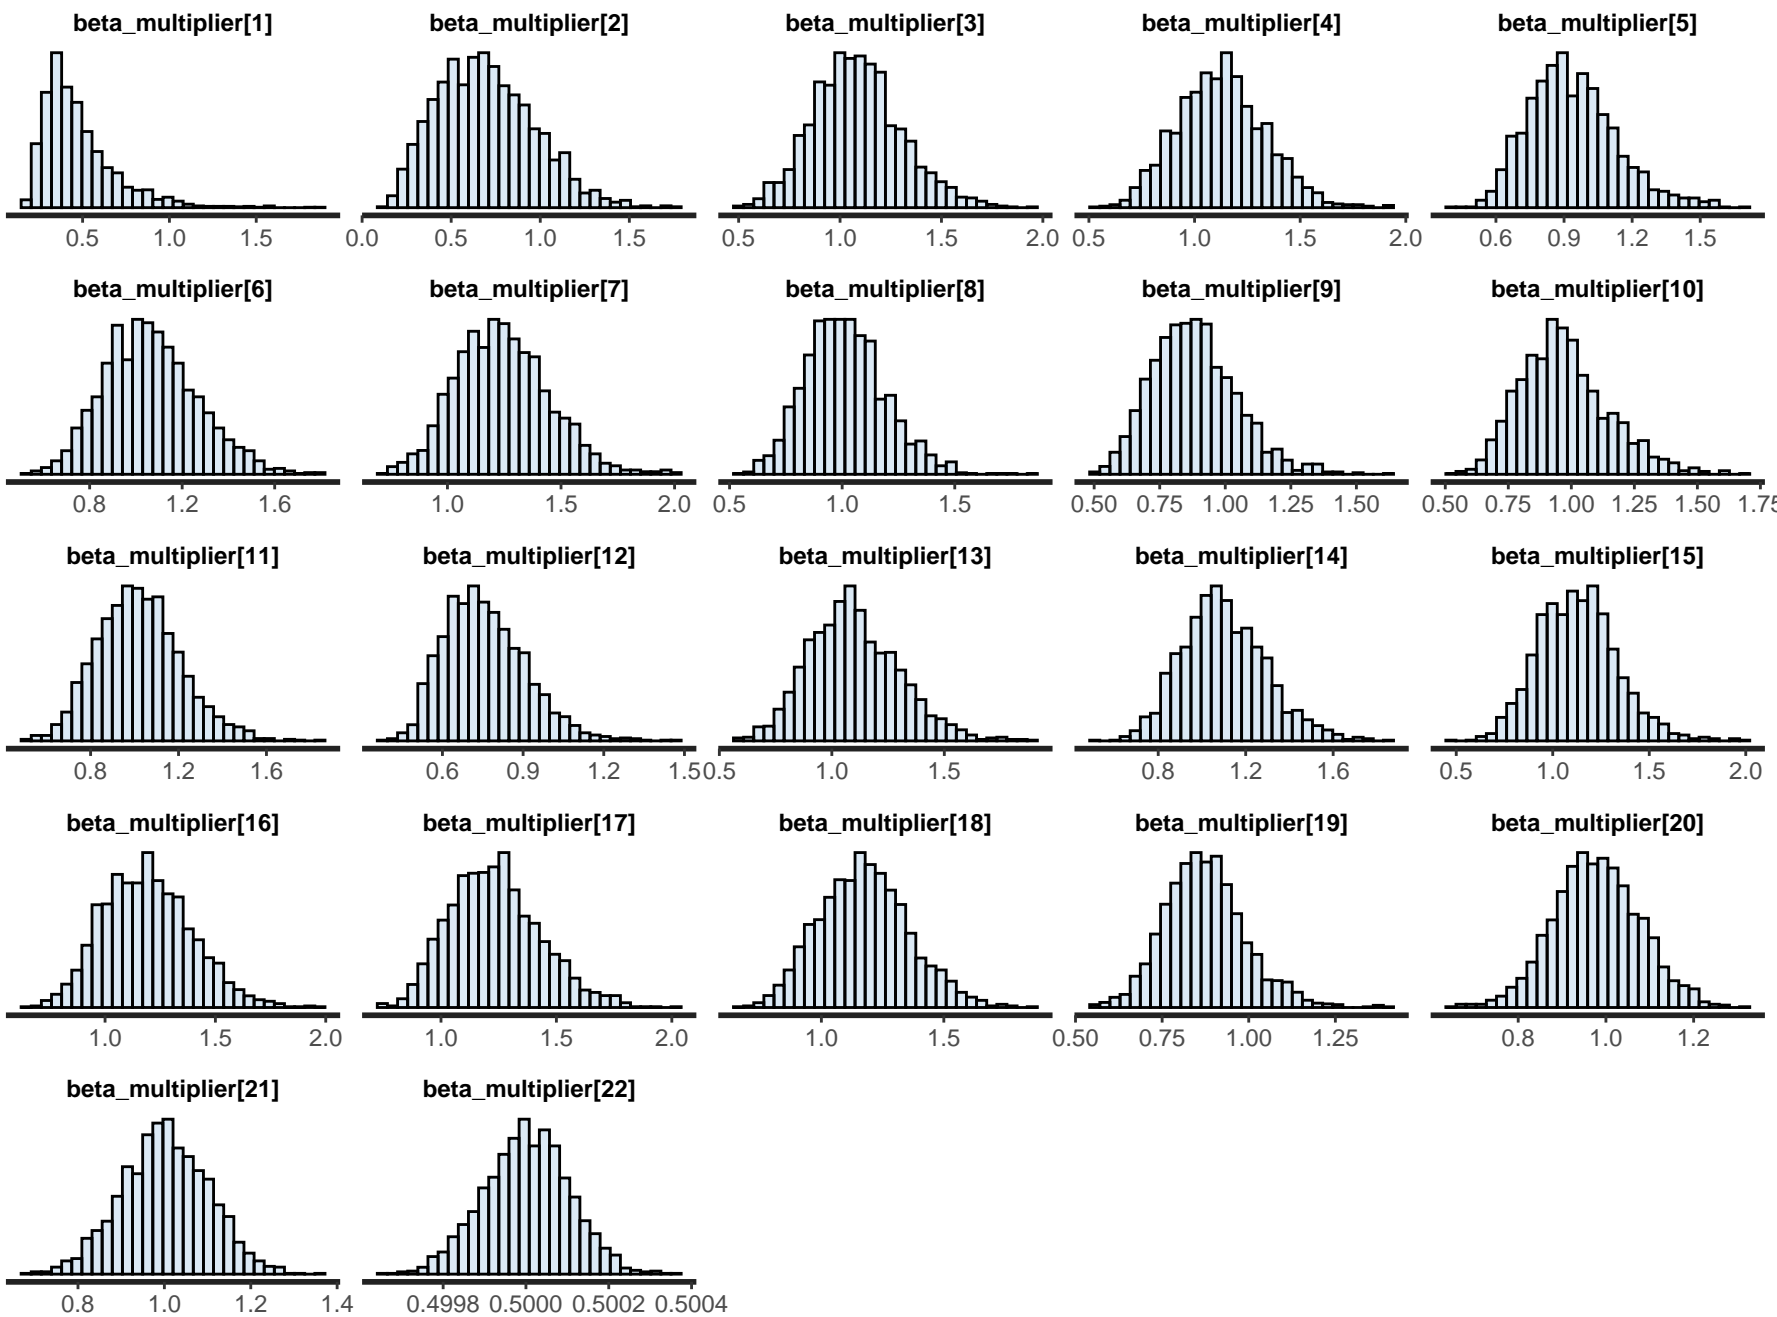 beta_multiplier[1] beta_multiplier[2] beta_multiplier[3] beta_multiplier[4] beta_multiplier[5]
0.5 1.0 1.5 0.0 0.5 1.0 1.5 0.5 1.0 1.5 2.0 0.5 1.0 1.5 2.0 0.6 0.9 1.2 1.5
beta_multiplier[6] beta_multiplier[7] beta_multiplier[8] beta_multiplier[9] beta_multiplier[10]
0.8 1.2 1.6 1.0 1.5 2.0 0.5 1.0 1.5 0.50 0.75 1.00 1.25 1.50 0.50 0.75 1.00 1.25 1.50
beta_multiplier[11] beta_multiplier[12] beta_multiplier[13] beta_multiplier[14] beta_multiplier[15]
0.8 1.2 1.6 0.6 0.9 1.2 1.5 0.5 1.0 1.5 0.8 1.2 1.6 0.5 1.0 1.5 2.0
beta_multiplier[16] beta_multiplier[17] beta_multiplier[18] beta_multiplier[19] beta_multiplier[20]
1.0 1.5 2.0 1.0 1.5 2.0 1.0 1.5 0.50 0.75 1.00 1.25 0.8 1.0 1.2
beta_multiplier[21] beta_multiplier[22]
0.8 1.0 1.2 1.4 0.4998 0.5000 0.5002 0.5004